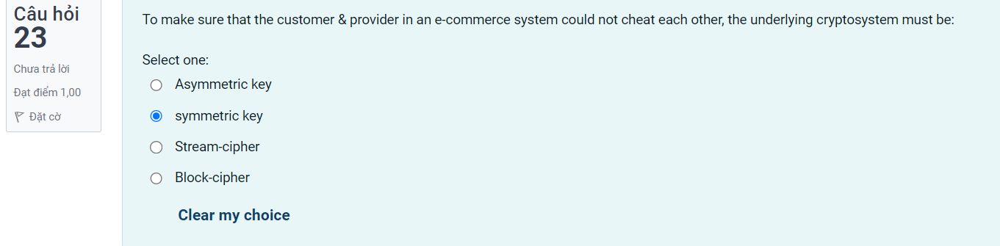 Câu hỏi
23
Chưa trả lời
Đạt điểm 1,00
Đặt cờ
To make sure that the customer & provider in an e-commerce system could not cheat each other, the underlying cryptosystem must be:
Select one:
Asymmetric key
symmetric key
Stream-cipher
Block-cipher
Clear my choice